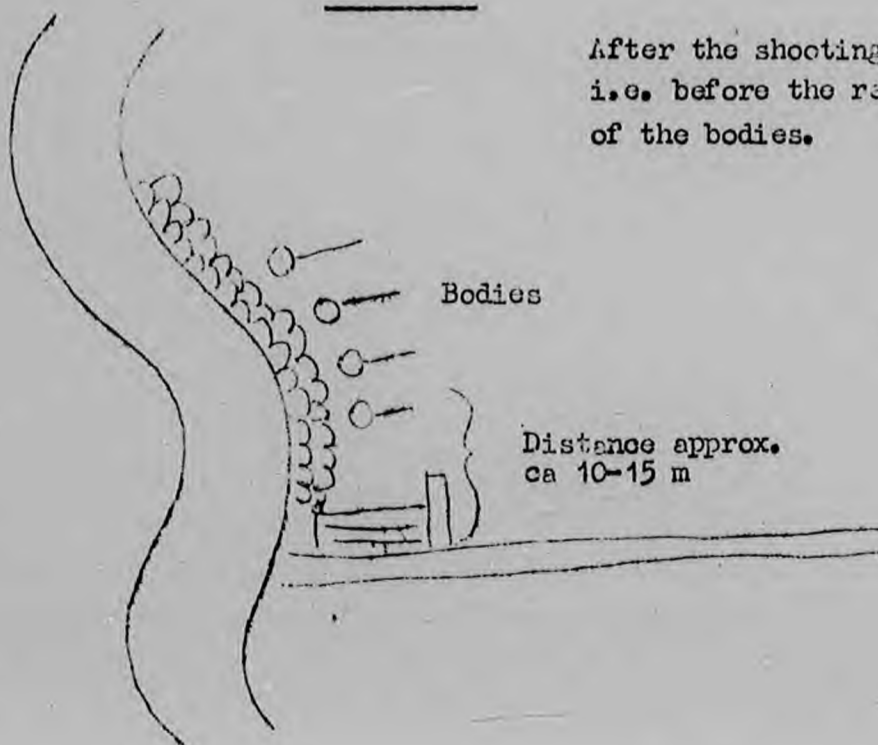 After the shooting
i.e. before the
of the bodies.
Bodies
Distance approx.
ca 10-15 m